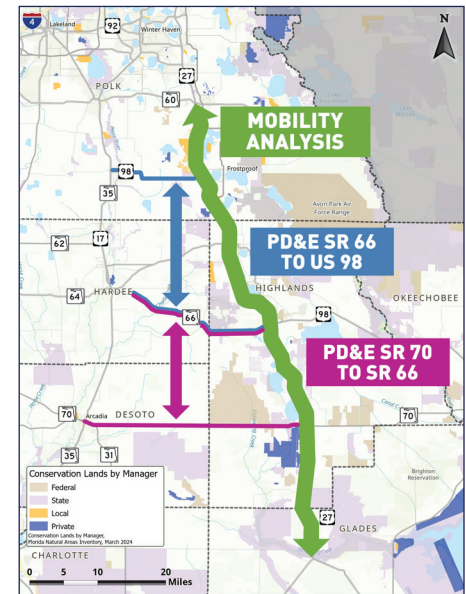 4
Lakeland
92
Winter Haven
N
27
POLK
60
MOBILITY
ANALYSIS
98
Frostproof
35
Avon Park Air
Force Range
17
62
PD&E SR 66
TO US 98
HIGHLANDS
HARDEE
64
OKEECHOBEE
66
98
PD&E SR 70
TO SR 66
70
Arcadia
DESOTO
70
35
31
Conservation Lands by Manager
Federal
State
Local
Private
Conservation Lands by Manager,
Florida Natural Areas Inventory, March 2024
Brighton
Reservation
27
GLADES
CHARLOTTE
0 5 10 20
Miles